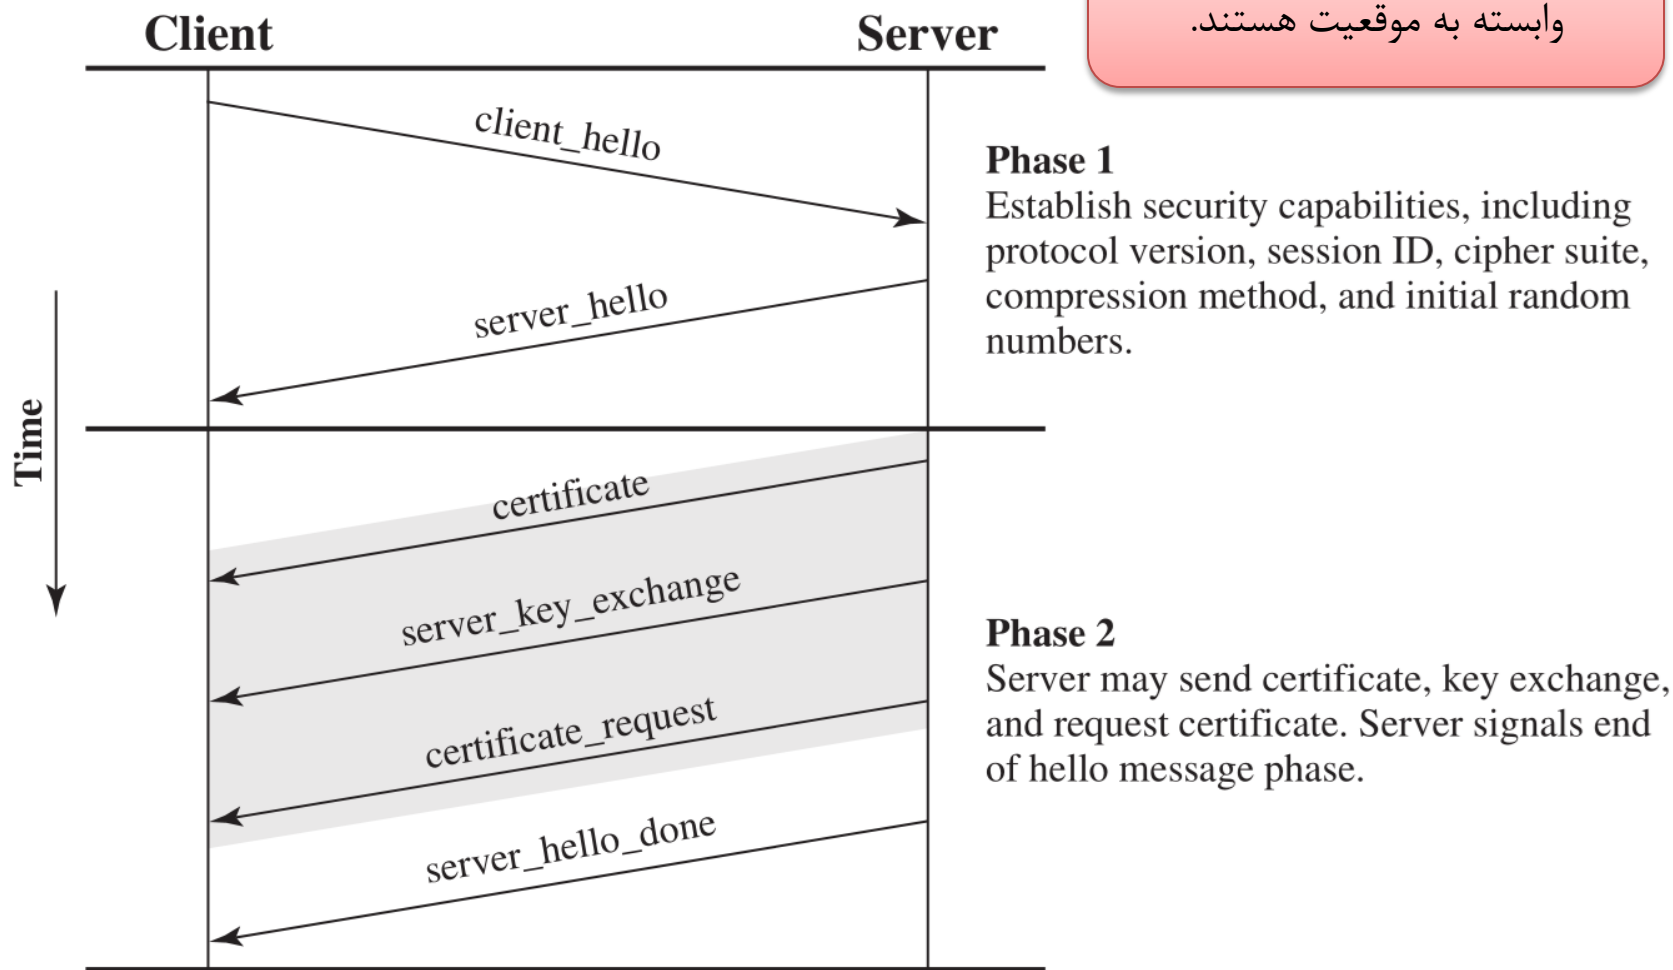 وابسته به موقعیت هستند.
Client
Server
client_hello
server_hello
Phase 1
Establish security capabilities, including
protocol version, session ID, cipher suite,
compression method, and initial random
numbers.
Time
certificate
server_key_exchange
certificate_request
server_hello_done
Phase 2
Server may send certificate, key exchange,
and request certificate. Server signals end
of hello message phase.